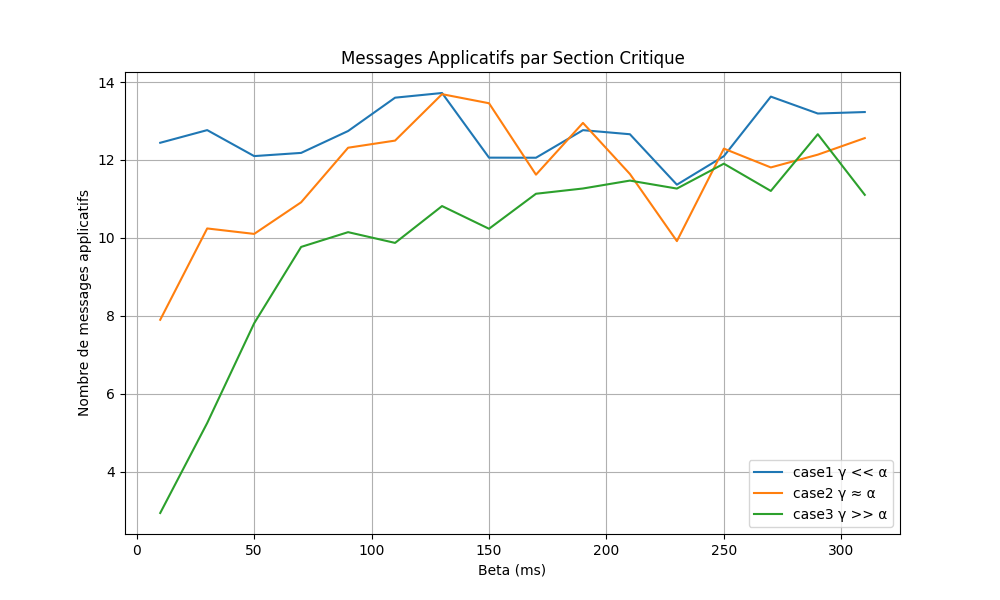 Messages Applicatifs par Section Critique
Nombre de messages applicatifs
14
12
10
8
6
4
0 50 100 150 200 250 300
Beta (ms)
case1 γ << α
case2 γ ≈ α
case3 γ >> α